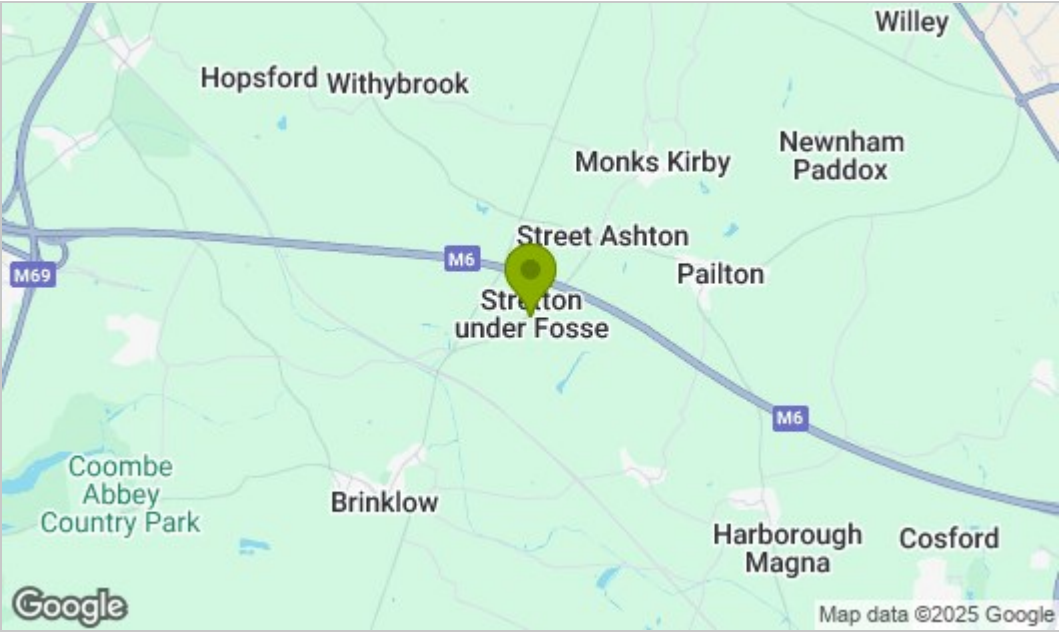 Willey
Hopsford
Withybrook
Newnham
Paddox
Monks Kirby
Street Ashton
M6
M69
Pailton
Stretton
under Fosse
M6
Coombe
Abbey
Country Park
Brinklow
Harborough
Magna
Cosford
Google
Map data ©2025 Google